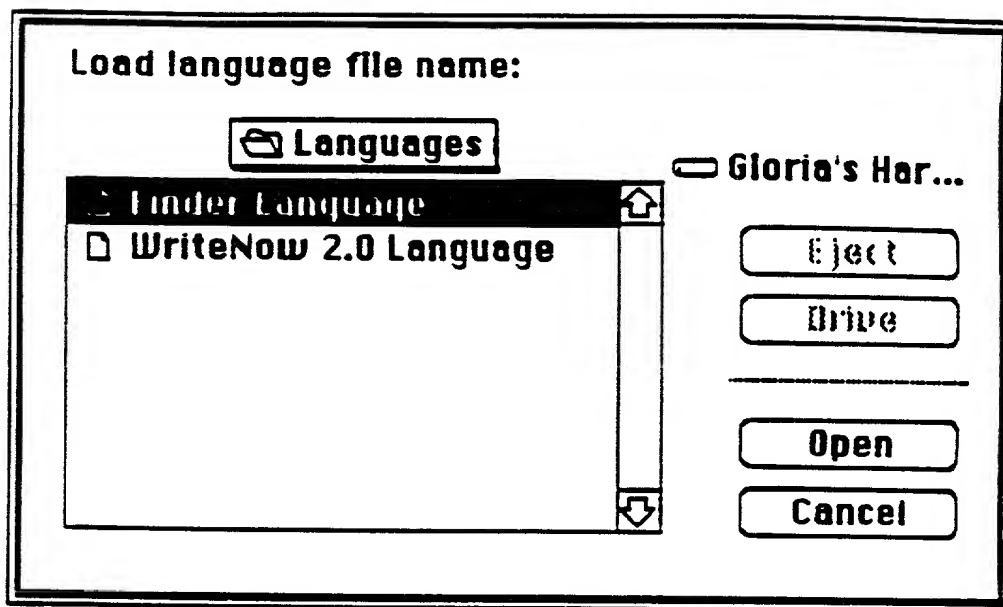 Load language file name:
Languages
Gloria's Har...
Finder Language
WriteNow 2.0 Language
Eject
Drive
Open
Cancel